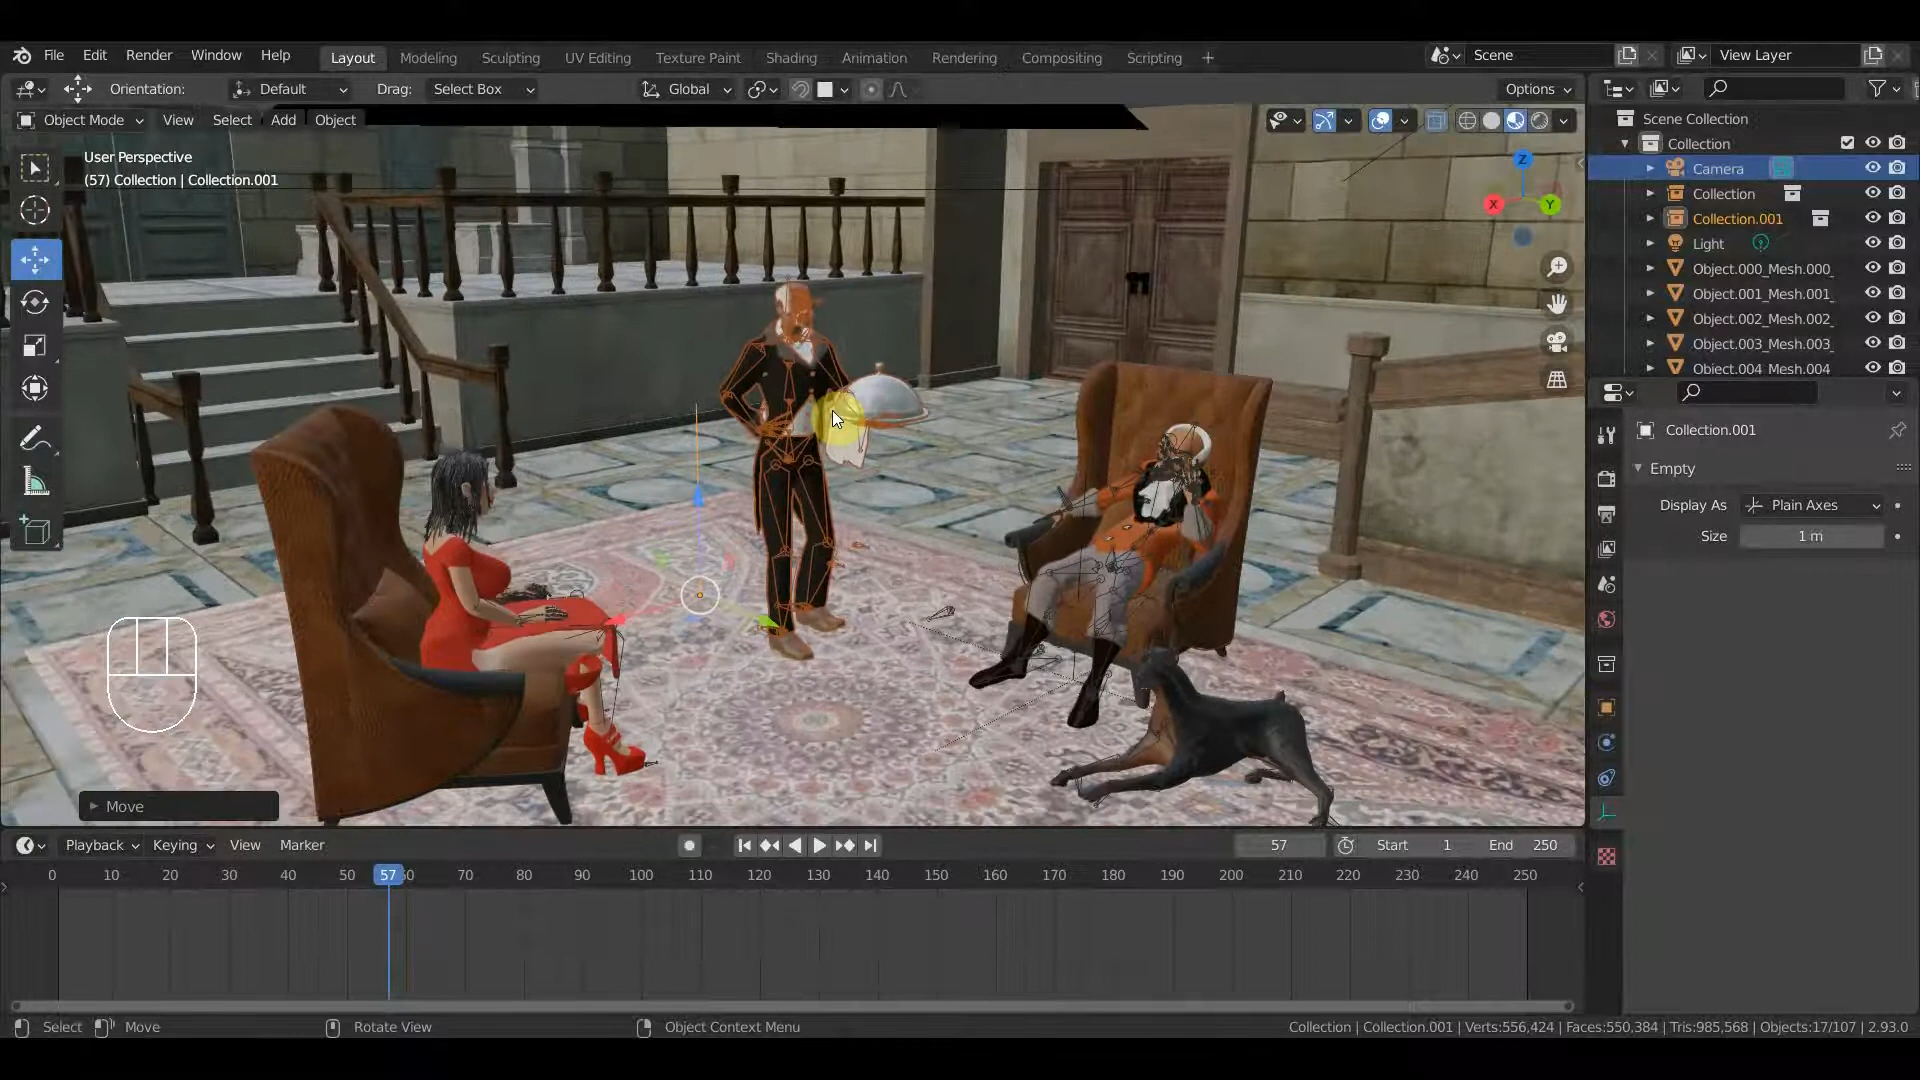 File Edit Render Window Help Layout Modeling Sculpting UV Editing Texture Paint Shading Animation Rendering Compositing Scripting + Scene View Layer
Orientation: Default Drag: Select Box Global Options
Object Mode View Select Add Object
Scene Collection
Collection
Camera
Collection
Collection.001
Light
Object.000_Mesh.000_
Object.001_Mesh.001_
Object.002_Mesh.002_
Object.003_Mesh.003_
Object.004_Mesh.004
User Perspective
(57) Collection | Collection.001
Z
X
Y
Collection.001
Empty
Display As Plain Axes
Size 1 m
Move
Playback Keying View Marker 57 Start 1 End 250
0 10 20 30 40 50 57 70 80 90 100 110 120 130 140 150 160 170 180 190 200 210 220 230 240 250
Select Move Rotate View Object Context Menu Collection | Collection.001 | Verts:556,424 | Faces:550,384 | Tris:985,568 | Objects:17/107 | 2.93.0